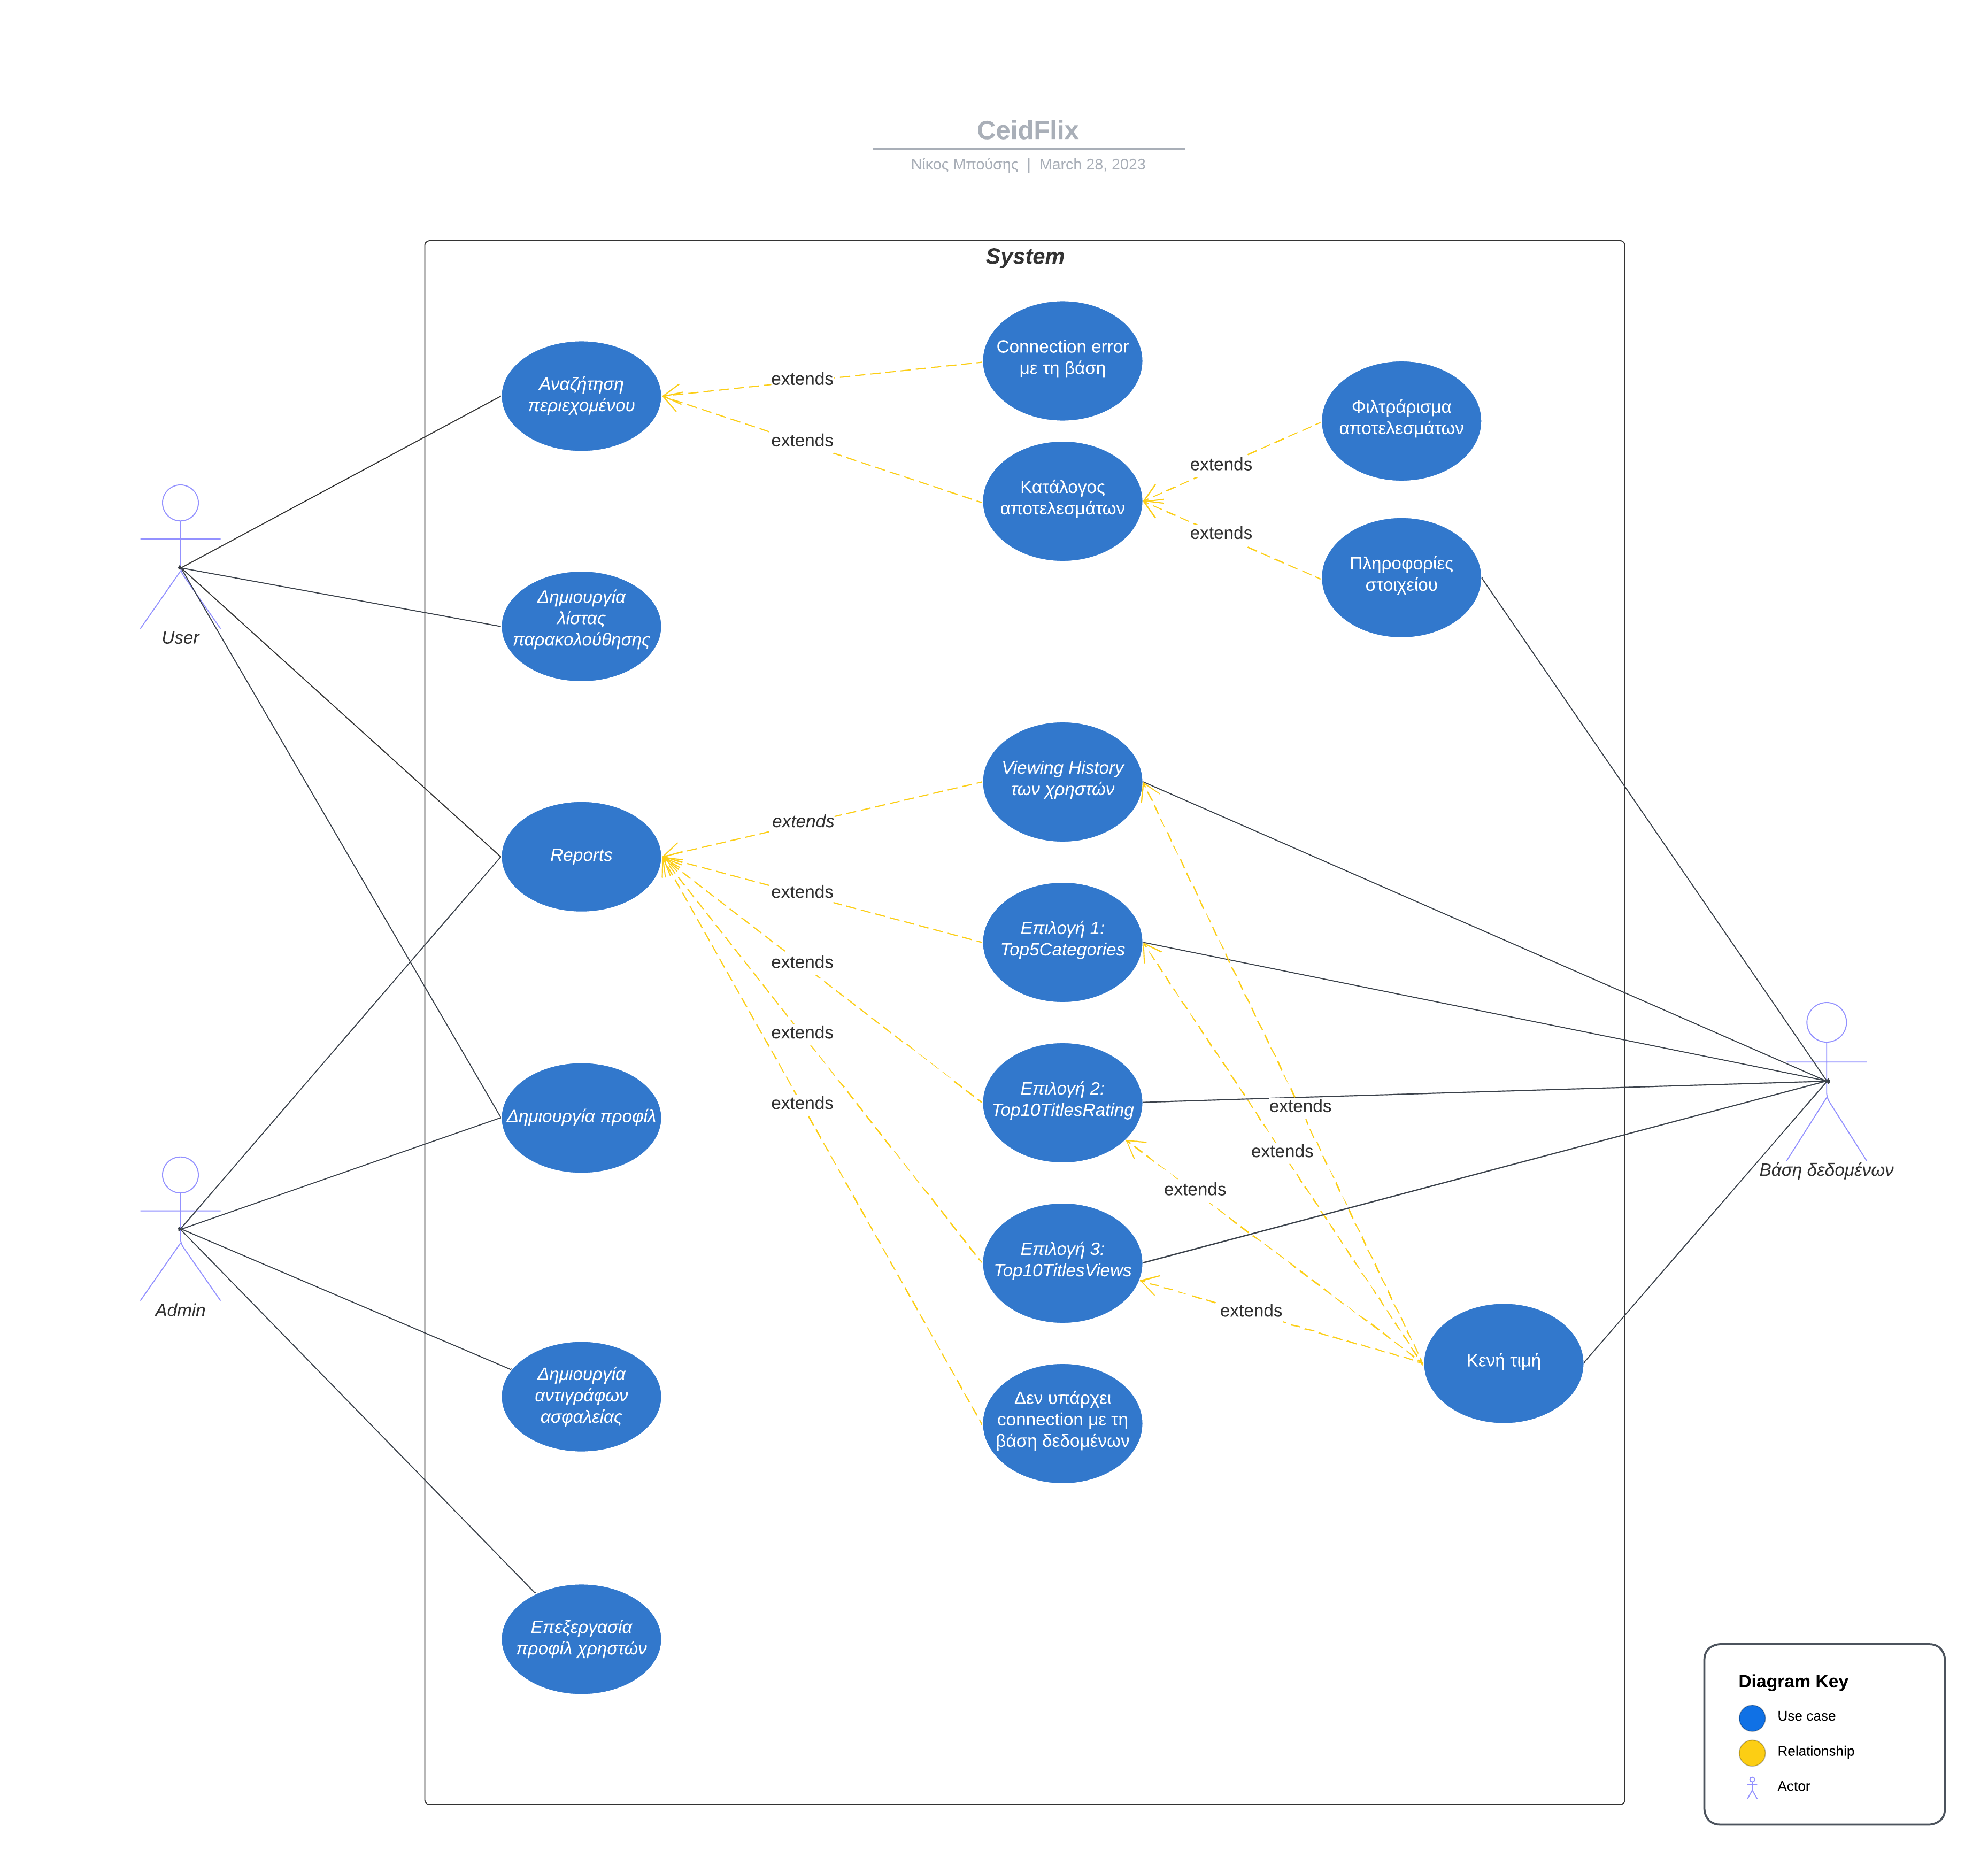 CeidFlix
Νίκος Μπούσης | March 28, 2023
System
Αναζήτηση
περιεχομένου
extends
extends
Connection error
με τη βάση
Κατάλογος
αποτελεσμάτων
extends
extends
Φιλτράρισμα
αποτελεσμάτων
Πληροφορίες
στοιχείου
User
Δημιουργία
λίστας
παρακολούθησης
Reports
extends
extends
extends
extends
extends
Viewing History
των χρηστών
Επιλογή 1:
Top5Categories
Επιλογή 2:
Top10TitlesRating
Επιλογή 3:
Top10TitlesViews
Δεν υπάρχει
connection με τη
βάση δεδομένων
extends
extends
extends
extends
Κενή τιμή
Βάση δεδομένων
Δημιουργία προφίλ
Admin
Δημιουργία
αντιγράφων
ασφαλείας
Επεξεργασία
προφίλ χρηστών
Diagram Key
Use case
Relationship
Actor